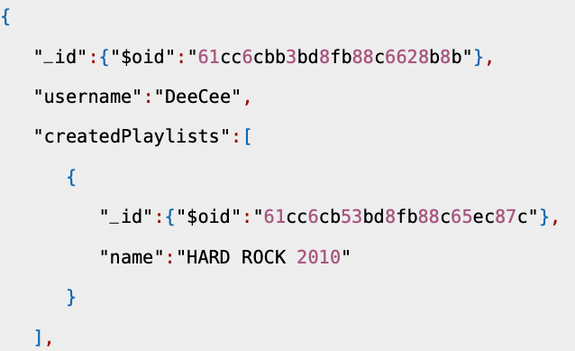 {
"_id":{"$oid":"61cc6cbb3bd8fb88c6628b8b"},
"username":"DeeCee",
"createdPlaylists":[
{
"_id":{"$oid":"61cc6cb53bd8fb88c65ec87c"},
"name":"HARD ROCK 2010"
}
],